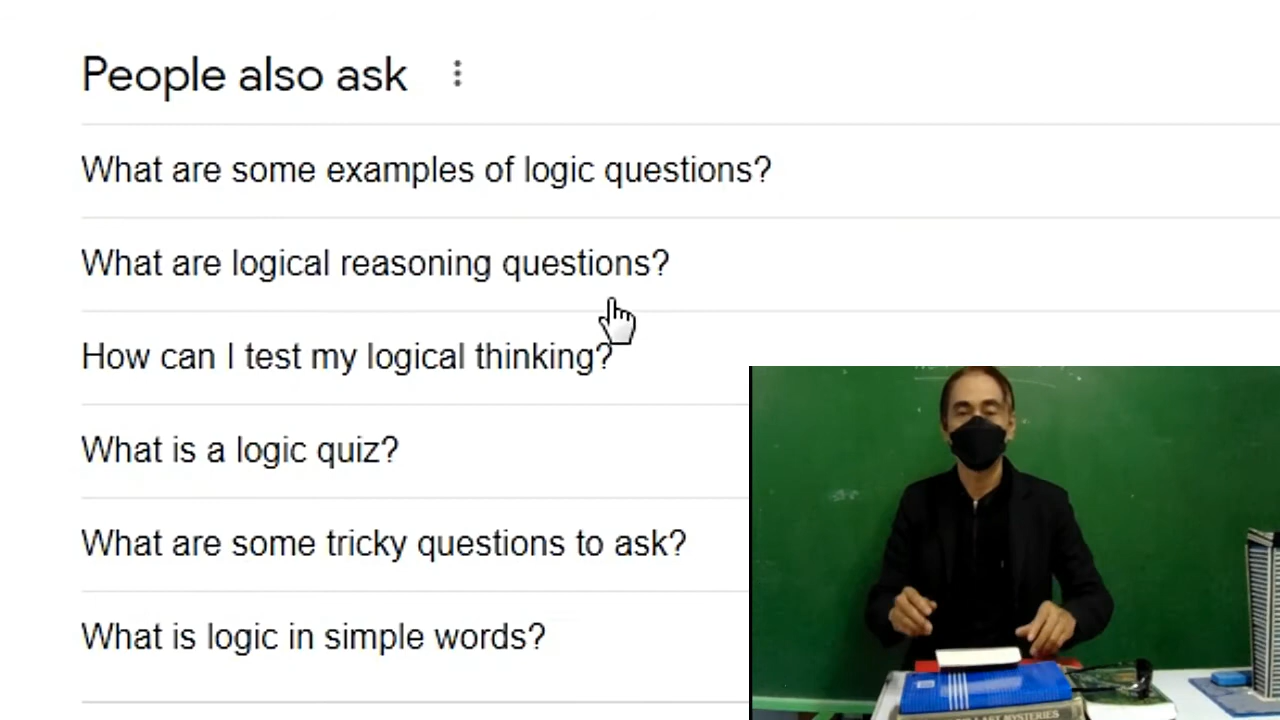 People also ask
What are some examples of logic questions?
What are logical reasoning questions?
How can I test my logical thinking?
What is a logic quiz?
What are some tricky questions to ask?
What is logic in simple words?
LAST MYSTERIES